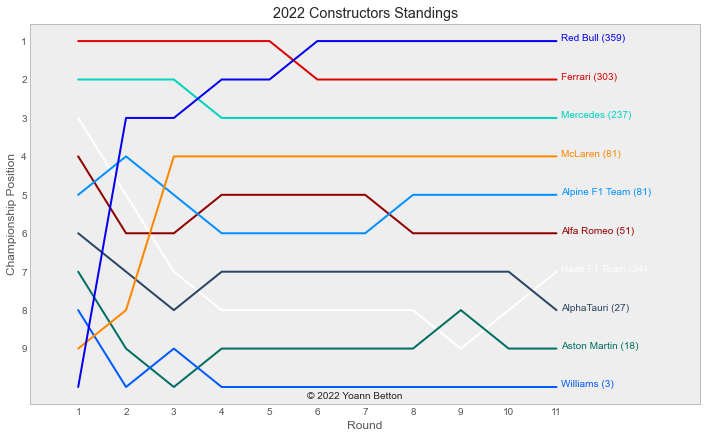 2022 Constructors Standings
1
2
3
4
5
6
7
8
9
Championship Position
Red Bull (359)
Ferrari (303)
Mercedes (237)
McLaren (81)
Alpine F1 Team (81)
Alfa Romeo (51)
Haas F1 Team (34)
AlphaTauri (27)
Aston Martin (18)
Williams (3)
© 2022 Yoann Betton
1 2 3 4 5 6 7 8 9 10 11
Round